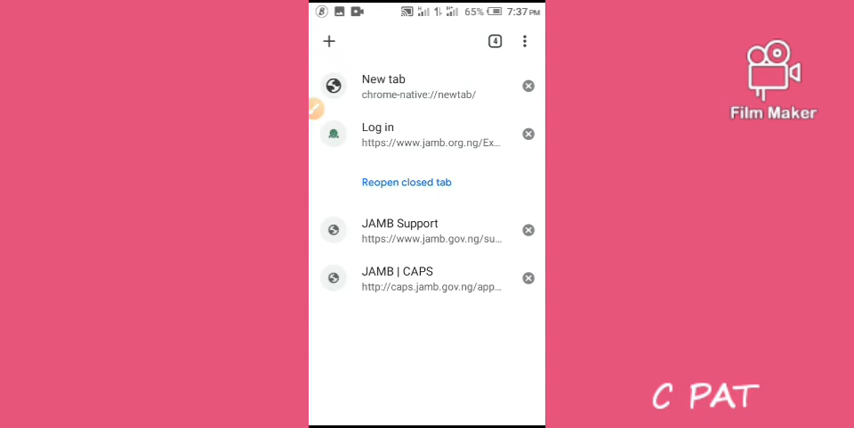 65% 7:37 PM
4
New tab
chrome-native://newtab/
Log in
https://www.jamb.org.ng/Ex...
Reopen closed tab
JAMB Support
https://www.jamb.gov.ng/su...
JAMB | CAPS
http://caps.jamb.gov.ng/app...
Film Maker
C PAT